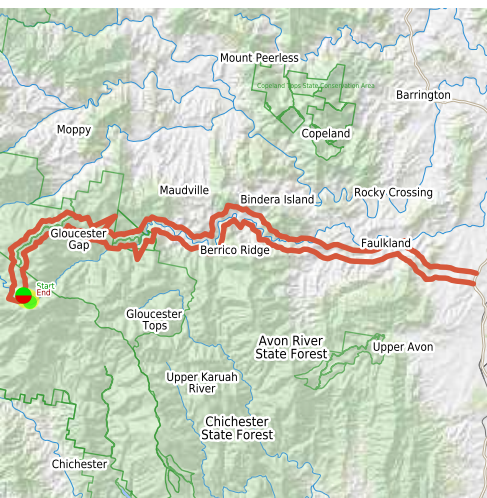 Mount Peerless
Copeland Tops State Conservation Area
Barrington
Moppy
Copeland
Maudville
Bindera Island
Rocky Crossing
Gloucester
Gap
Berrico Ridge
Faulkland
Start
End
Gloucester
Tops
Avon River
State Forest
Upper Avon
Upper Karuah
River
Chichester
State Forest
Chichester